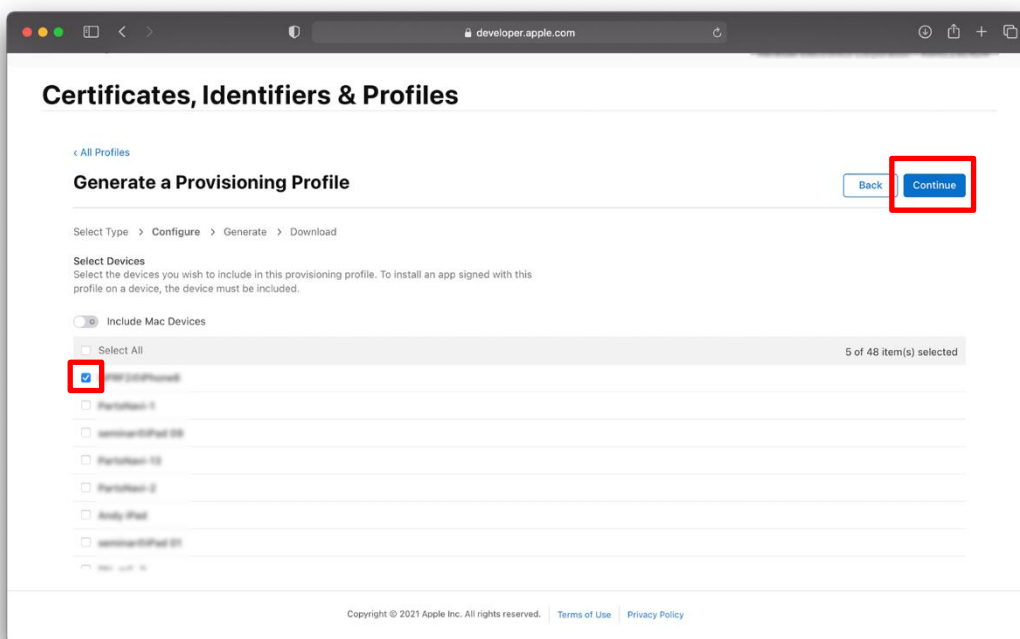 developer.apple.com
Certificates, Identifiers & Profiles
‹ All Profiles
Generate a Provisioning Profile
Back Continue
Select Type > Configure > Generate > Download
Select Devices
Select the devices you wish to include in this provisioning profile. To install an app signed with this
profile on a device, the device must be included.
Include Mac Devices
Select All 5 of 48 item(s) selected
Copyright © 2021 Apple Inc. All rights reserved. Terms of Use Privacy Policy